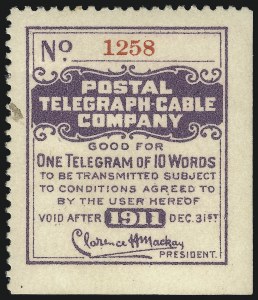 No. 1258
POSTAL
TELEGRAPH-CABLE
COMPANY
GOOD FOR
ONE TELEGRAM OF 10 WORDS
TO BE TRANSMITTED SUBJECT
TO CONDITIONS AGREED TO
BY THE USER HEREOF
VOID AFTER 1911 DEC. 31ST
Clarence H Mackay
PRESIDENT.